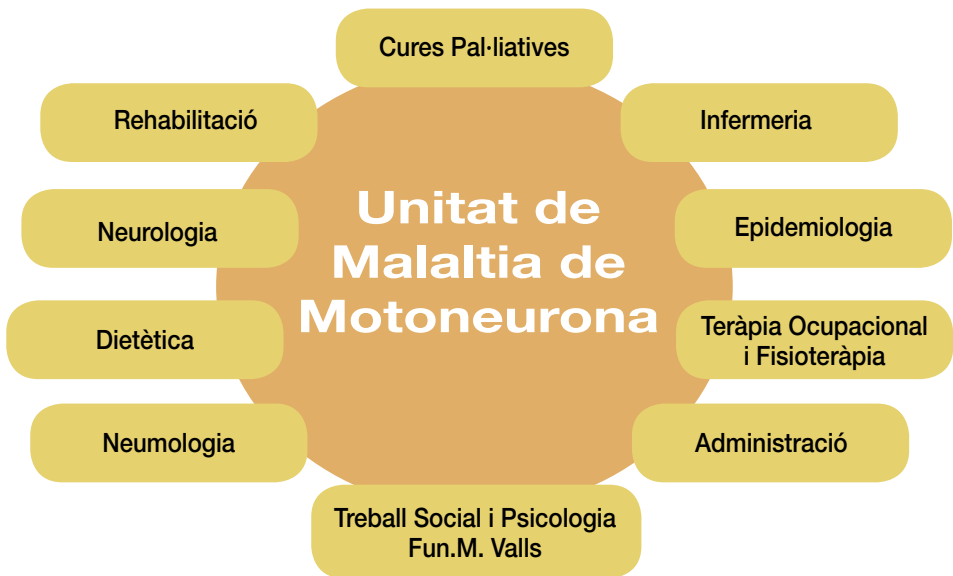 Cures Pal·liatives
Rehabilitació
Infermeria
Unitat de
Malaltia de
Motoneurona
Neurologia
Epidemiologia
Dietètica
Teràpia Ocupacional
i Fisioteràpia
Neumologia
Administració
Treball Social i Psicologia
Fun.M. Valls